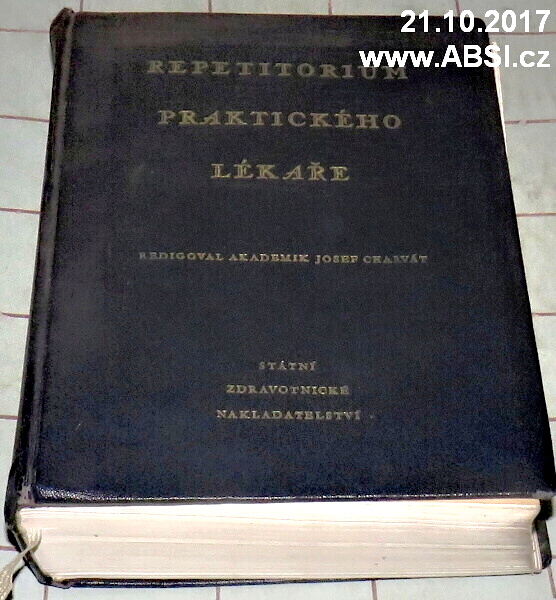 21.10.2017
www.ABSI.cz
REPETITORIUM
PRAKTICKÉHO
LÉKAŘE
REDIGOVAL AKADEMIK JOSEF CHARVÁT
STÁTNÍ
ZDRAVOTNICKÉ
NAKLADATELSTVÍ